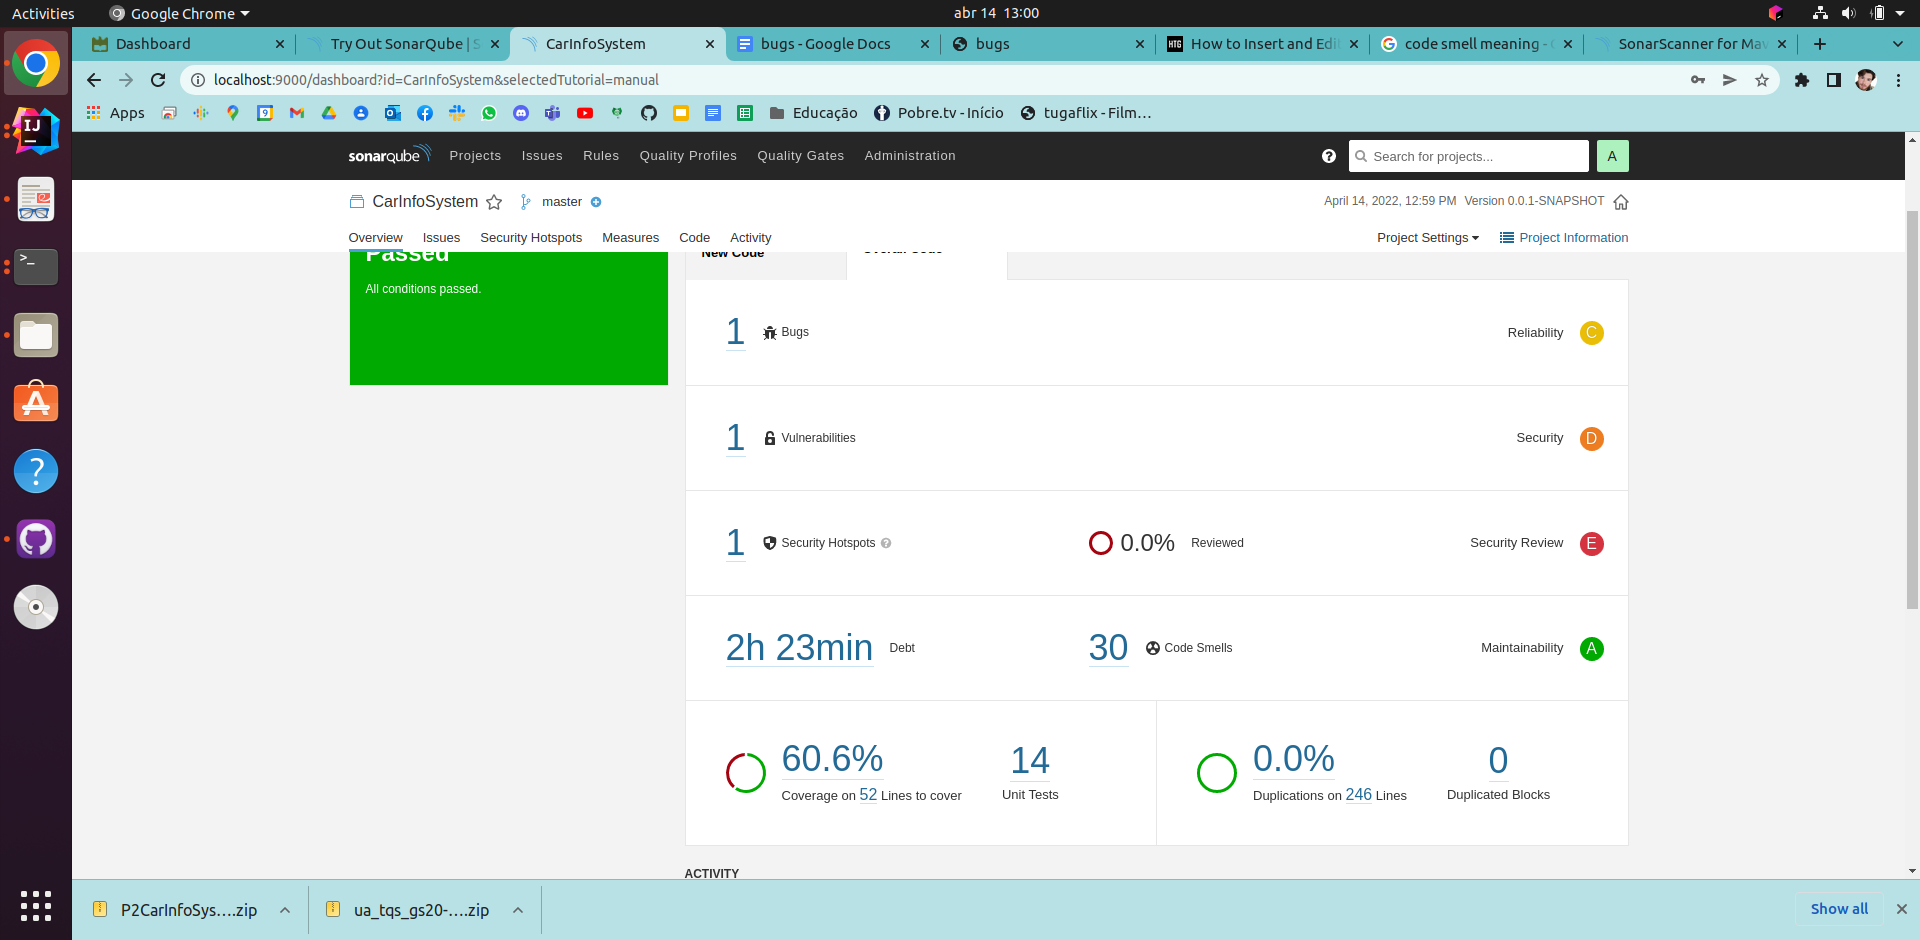 Activities Google Chrome abr 14 13:00
Dashboard Try Out SonarQube | S CarInfoSystem bugs - Google Docs bugs How to Insert and Edi code smell meaning - SonarScanner for Mav
localhost:9000/dashboard?id=CarInfoSystem&selectedTutorial=manual
Apps Educação Pobre.tv - Início tugaflix - Film…
sonarqube Projects Issues Rules Quality Profiles Quality Gates Administration Search for projects... A
CarInfoSystem master April 14, 2022, 12:59 PM Version 0.0.1-SNAPSHOT
Overview Issues Security Hotspots Measures Code Activity Project Settings Project Information
Passed New Code Overall Code
All conditions passed.
1 Bugs Reliability C
1 Vulnerabilities Security D
1 Security Hotspots 0.0% Reviewed Security Review E
2h 23min Debt 30 Code Smells Maintainability A
60.6% 14 0.0% 0
Coverage on 52 Lines to cover Unit Tests Duplications on 246 Lines Duplicated Blocks
ACTIVITY
P2CarInfoSys….zip ua_tqs_gs20-….zip Show all